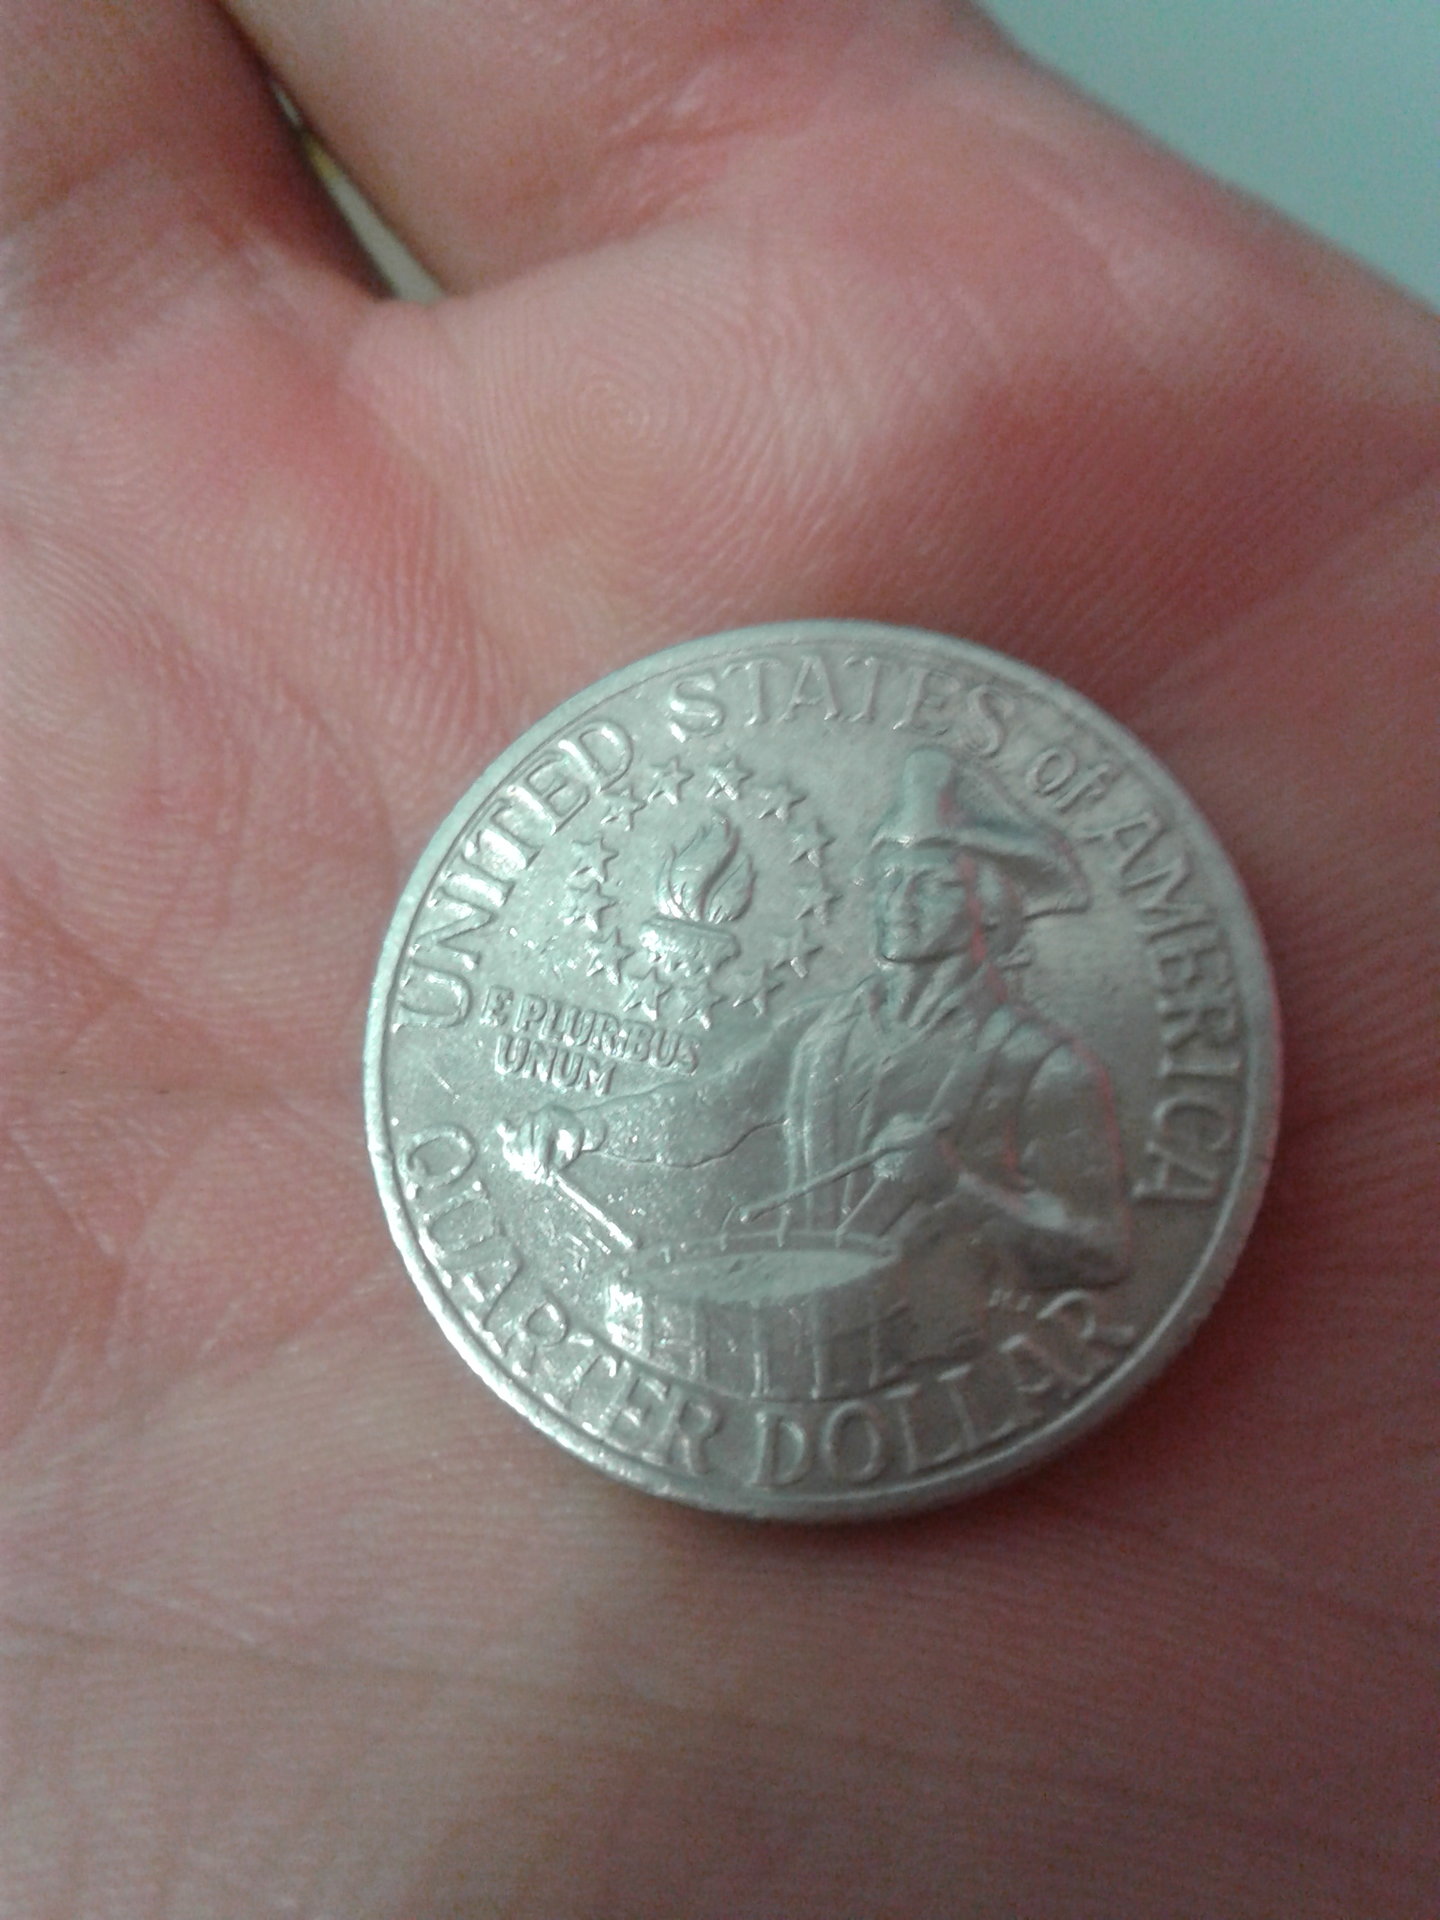 UNITED STATES of AMERICA
E PLURIBUS
UNUM
QUARTER DOLLAR